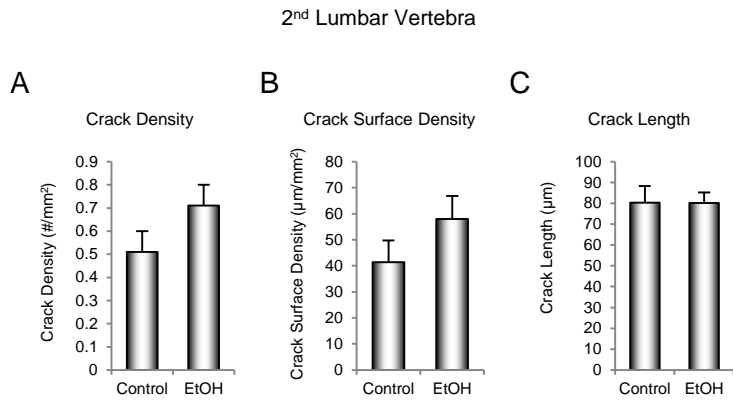 2nd Lumbar Vertebra
A
B
C
Crack Density
Crack Surface Density
Crack Length
Crack Density (#/mm²)
0.9
0.8
0.7
0.6
0.5
0.4
0.3
0.2
0.1
0
Control EtOH
Crack Surface Density (µm/mm²)
80
70
60
50
40
30
20
10
0
Control EtOH
Crack Length (µm)
100
90
80
70
60
50
40
30
20
10
0
Control EtOH